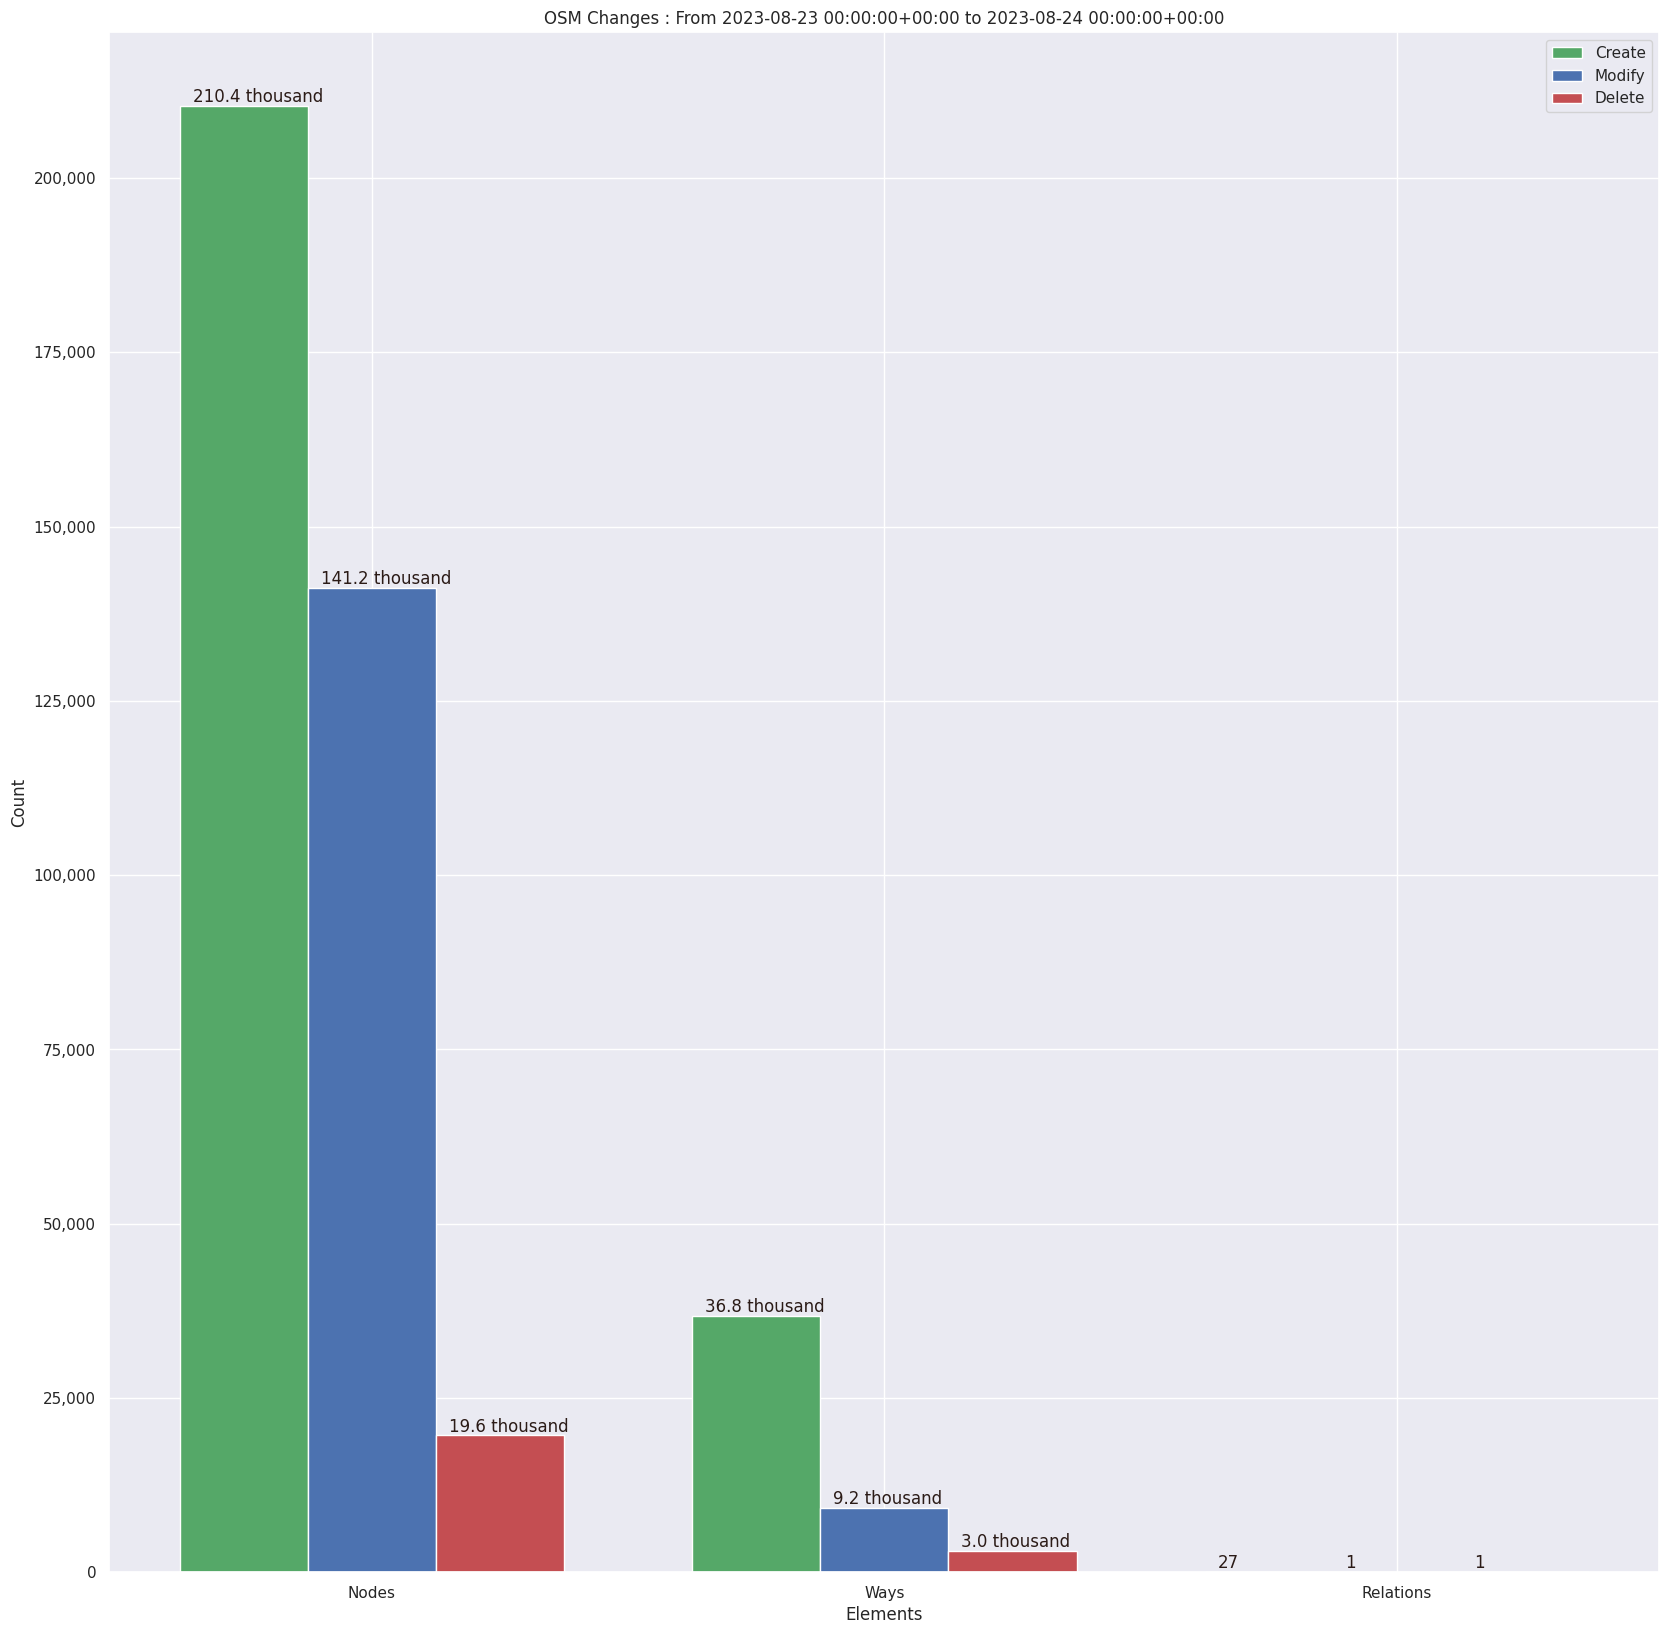 OSM Changes : From 2023-08-23 00:00:00+00:00 to 2023-08-24 00:00:00+00:00
Create
Modify
Delete
210.4 thousand
200,000
175,000
150,000
141.2 thousand
125,000
Count
100,000
75,000
50,000
36.8 thousand
25,000
19.6 thousand
9.2 thousand
3.0 thousand
27 1 1
0
Nodes Ways Relations
Elements